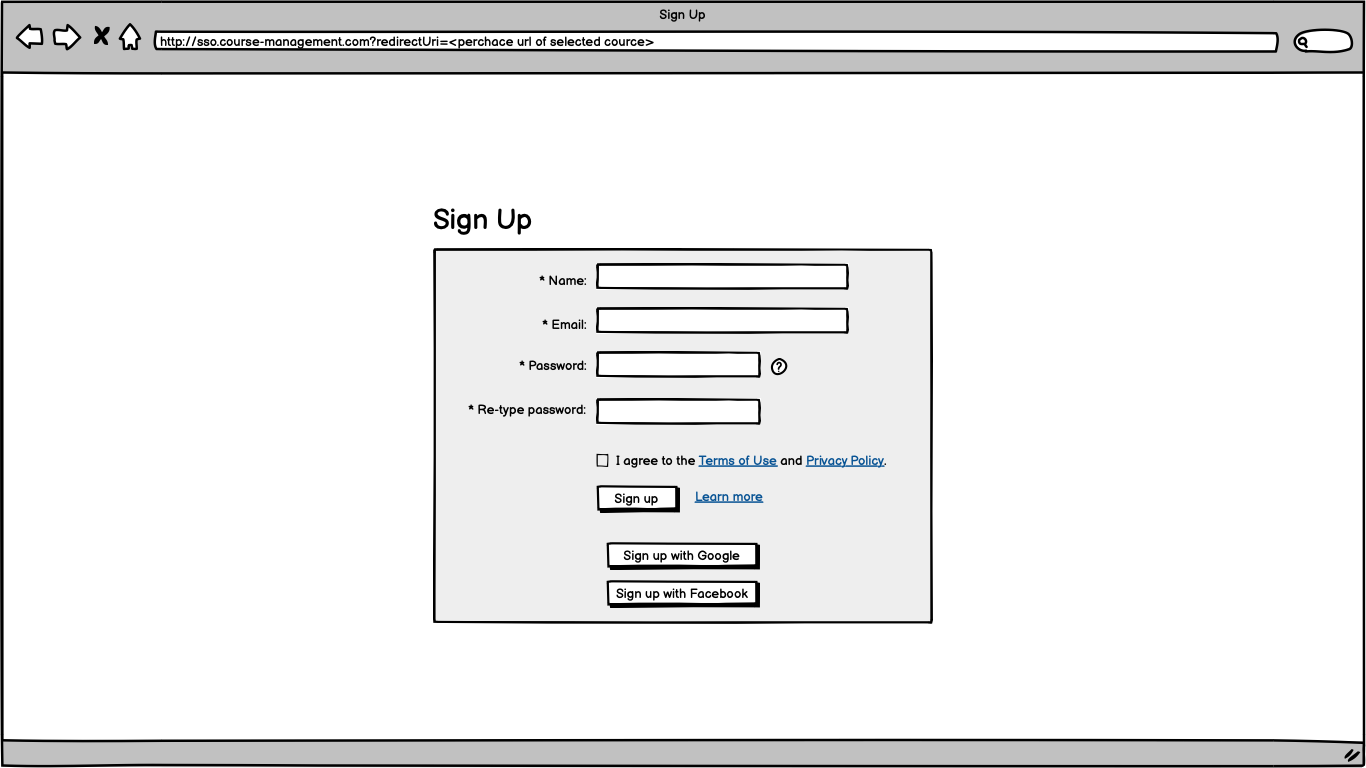 Sign Up
http://sso.course-management.com?redirectUri=<perchace url of selected cource>
Sign Up
* Name:
* Email:
* Password: ?
* Re-type password:
I agree to the Terms of Use and Privacy Policy.
Sign up Learn more
Sign up with Google
Sign up with Facebook